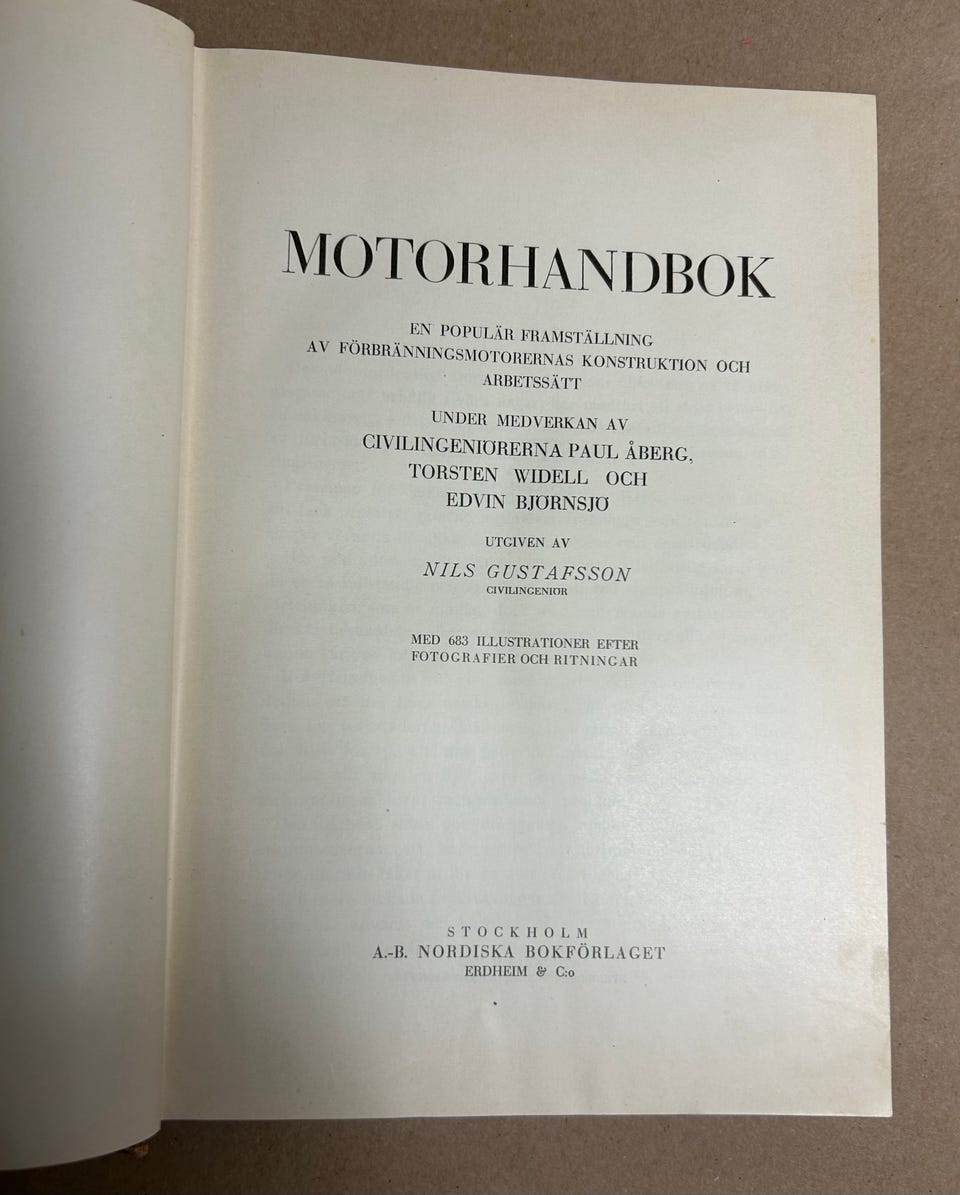 MOTORHANDBOK
EN POPULÄR FRAMSTÄLLNING
AV FÖRBRÄNNINGSMOTORERNAS KONSTRUKTION OCH
ARBETSSÄTT
UNDER MEDVERKAN AV
CIVILINGENIÖRERNA PAUL ÅBERG,
TORSTEN WIDELL OCH
EDVIN BJÖRNSJÖ
UTGIVEN AV
NILS GUSTAFSSON
CIVILINGENIÖR
MED 683 ILLUSTRATIONER EFTER
FOTOGRAFIER OCH RITNINGAR
STOCKHOLM
A.-B. NORDISKA BOKFÖRLAGET
ERDHEIM & C:o